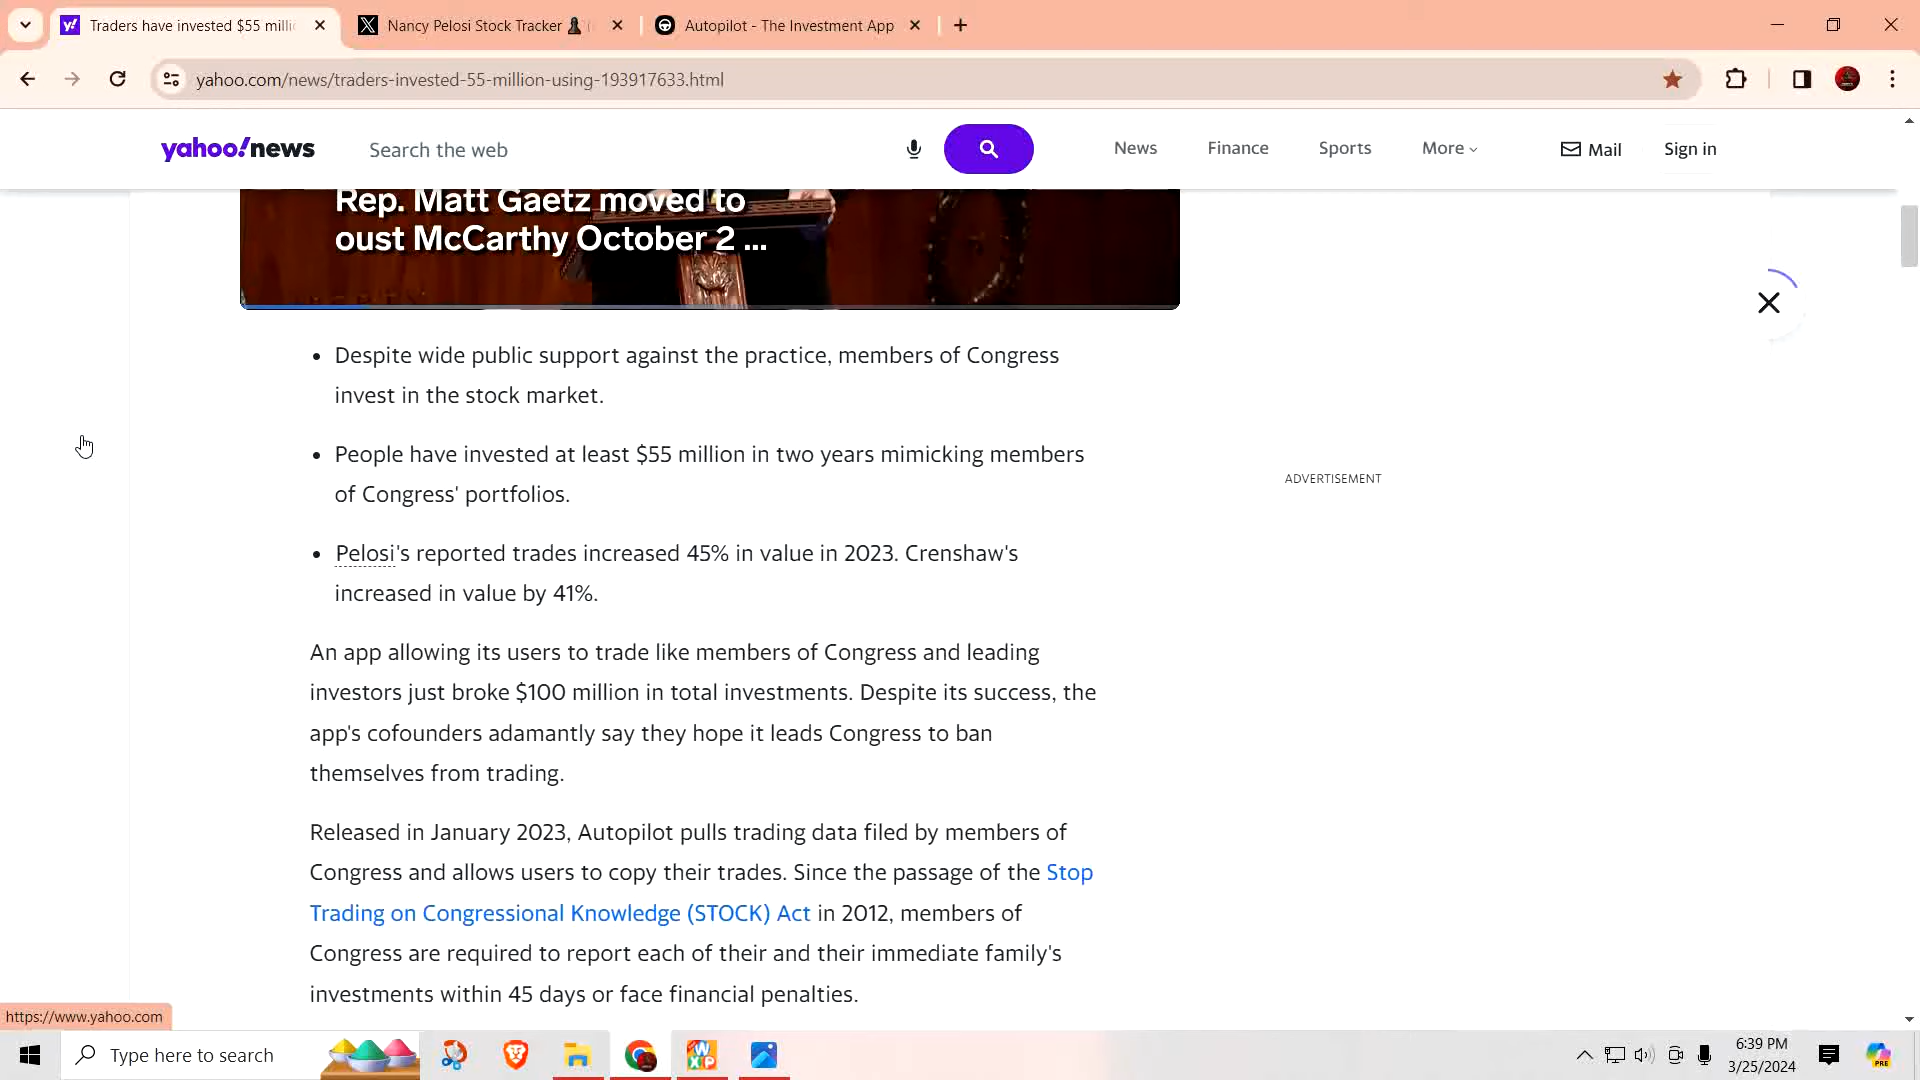 Traders have invested $55 milli
Nancy Pelosi Stock Tracker
Autopilot - The Investment App
yahoo.com/news/traders-invested-55-million-using-193917633.html
yahoo!news
Search the web
News
Finance
Sports
More
Mail
Sign in
Rep. Matt Gaetz moved to
oust McCarthy October 2 ...
• Despite wide public support against the practice, members of Congress
invest in the stock market.
• People have invested at least $55 million in two years mimicking members
of Congress' portfolios.
ADVERTISEMENT
• Pelosi's reported trades increased 45% in value in 2023. Crenshaw's
increased in value by 41%.
An app allowing its users to trade like members of Congress and leading
investors just broke $100 million in total investments. Despite its success, the
app's cofounders adamantly say they hope it leads Congress to ban
themselves from trading.
Released in January 2023, Autopilot pulls trading data filed by members of
Congress and allows users to copy their trades. Since the passage of the Stop
Trading on Congressional Knowledge (STOCK) Act in 2012, members of
Congress are required to report each of their and their immediate family's
investments within 45 days or face financial penalties.
https://www.yahoo.com
Type here to search
6:39 PM
3/25/2024